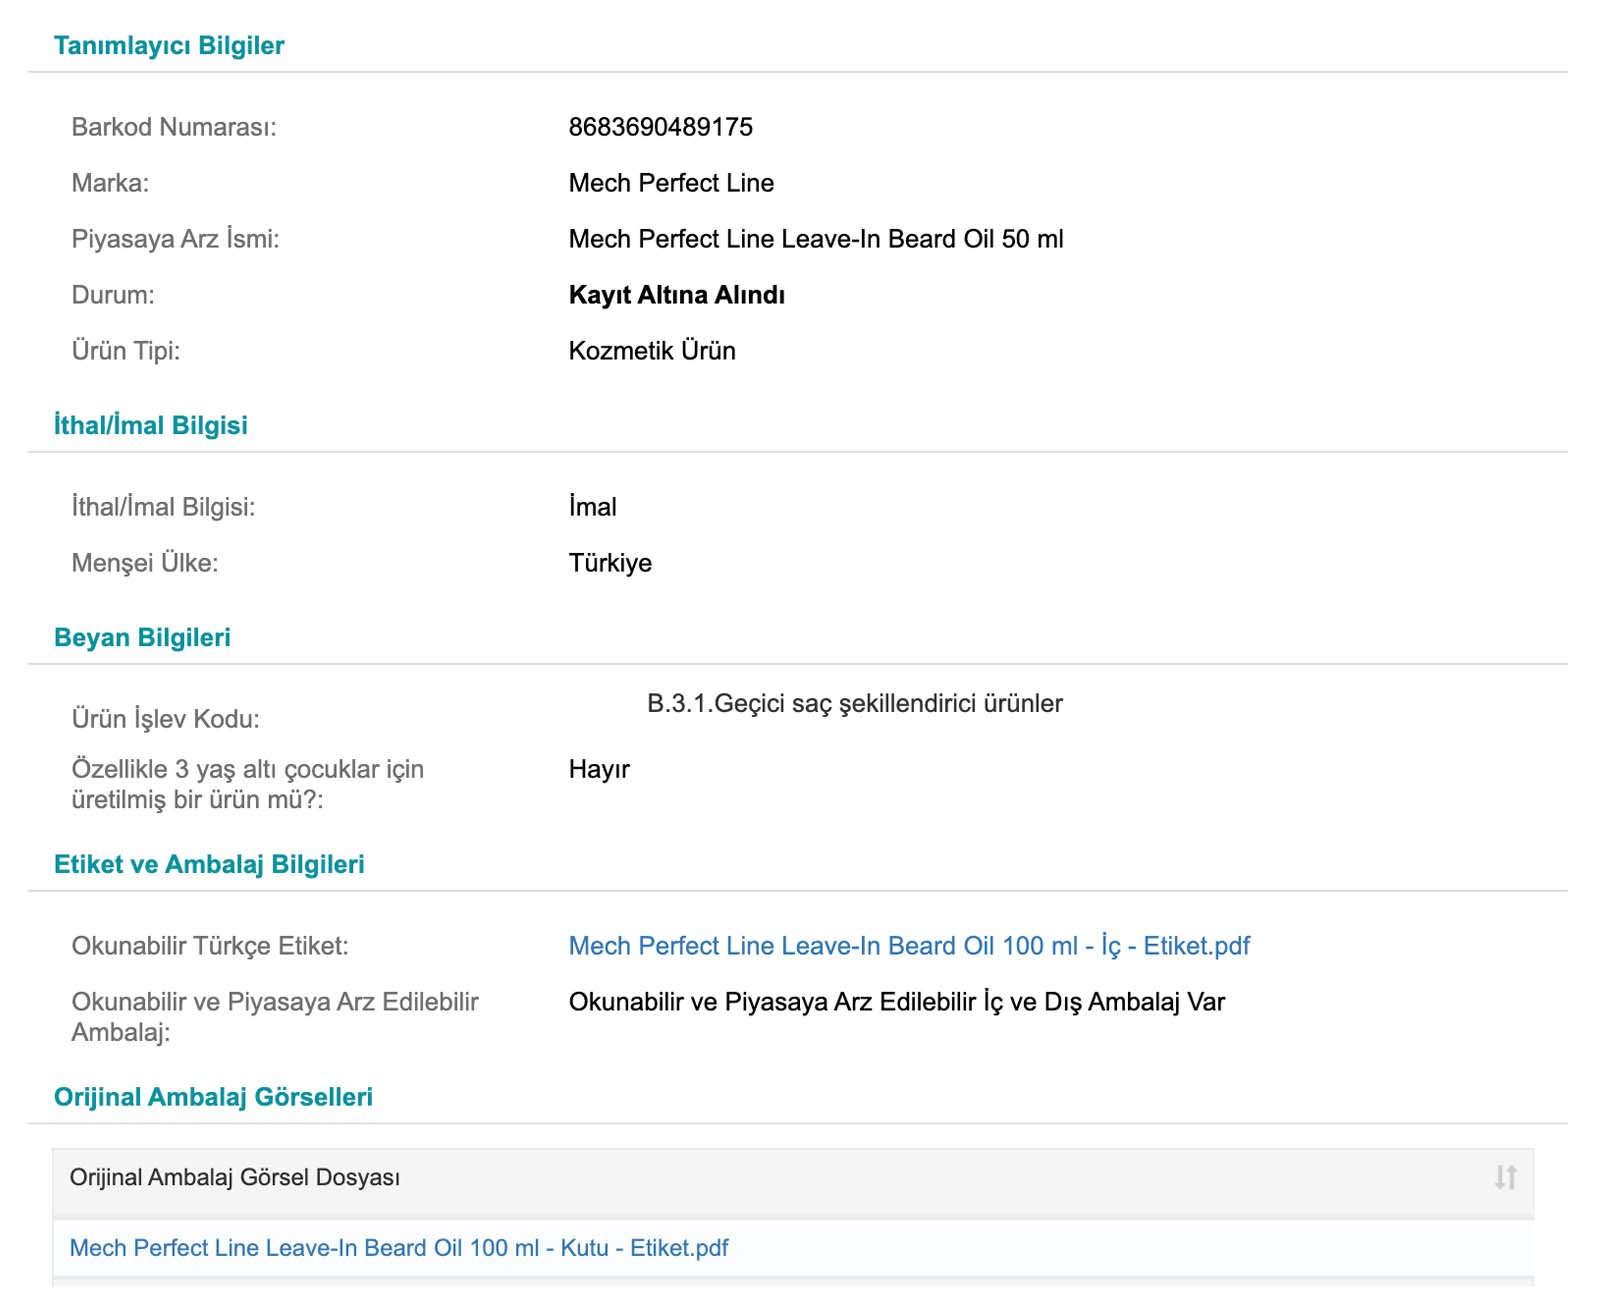 Tanımlayıcı Bilgiler
Barkod Numarası: 8683690489175
Marka: Mech Perfect Line
Piyasaya Arz İsmi: Mech Perfect Line Leave-In Beard Oil 50 ml
Durum: Kayıt Altına Alındı
Ürün Tipi: Kozmetik Ürün
İthal/İmal Bilgisi
İthal/İmal Bilgisi: İmal
Menşei Ülke: Türkiye
Beyan Bilgileri
Ürün İşlev Kodu: B.3.1.Geçici saç şekillendirici ürünler
Özellikle 3 yaş altı çocuklar için Hayır
üretilmiş bir ürün mü?:
Etiket ve Ambalaj Bilgileri
Okunabilir Türkçe Etiket: Mech Perfect Line Leave-In Beard Oil 100 ml - İç - Etiket.pdf
Okunabilir ve Piyasaya Arz Edilebilir Okunabilir ve Piyasaya Arz Edilebilir İç ve Dış Ambalaj Var
Ambalaj:
Orijinal Ambalaj Görselleri
Orijinal Ambalaj Görsel Dosyası
Mech Perfect Line Leave-In Beard Oil 100 ml - Kutu - Etiket.pdf